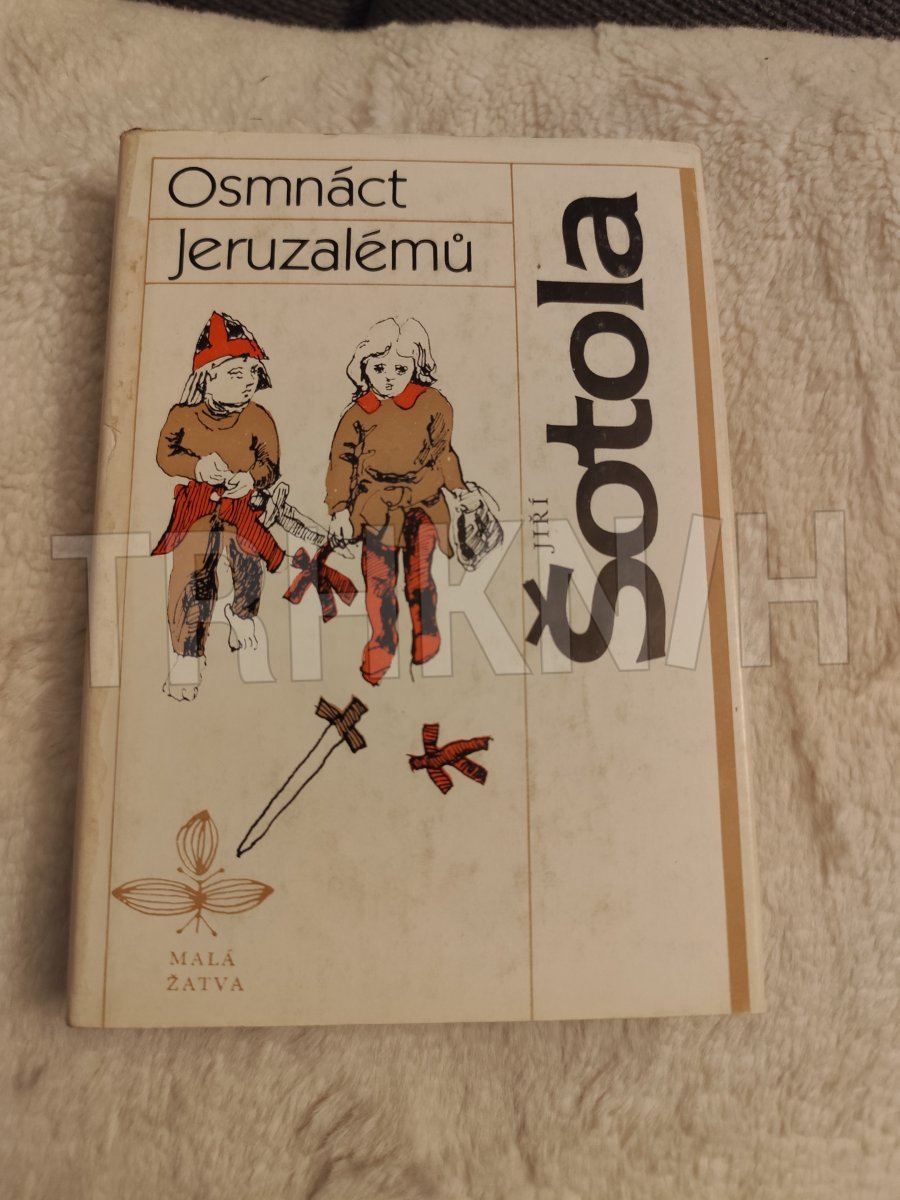 Osmnáct
Jeruzalémů
JIŘÍ
Šotola
MALÁ
ŽATVA